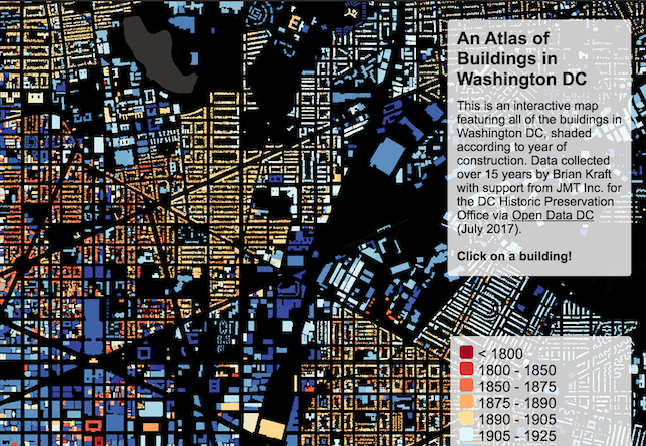 An Atlas of
Buildings in
Washington DC
This is an interactive map
featuring all of the buildings in
Washington DC, shaded
according to year of
construction. Data collected
over 15 years by Brian Kraft
with support from JMT Inc. for
the DC Historic Preservation
Office via Open Data DC
(July 2017).
Click on a building!
< 1800
1800 - 1850
1850 - 1875
1875 - 1890
1890 - 1905
1905 - 1925